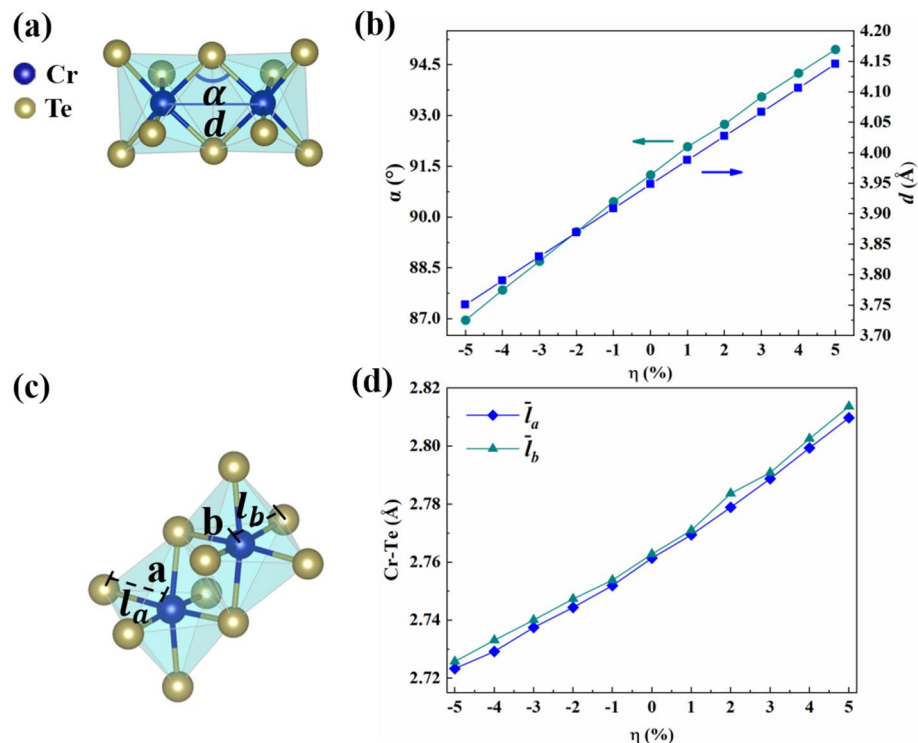 (a)
Cr
Te
α
d
(b)
94.5
93.0
91.5
90.0
88.5
87.0
α (°)
4.20
4.15
4.10
4.05
4.00
3.95
3.90
3.85
3.80
3.75
3.70
d (Å)
-5 -4 -3 -2 -1 0 1 2 3 4 5
η (%)
(c)
b
l_b
a
l̄_a
(d)
2.82
2.80
2.78
2.76
2.74
2.72
Cr-Te (Å)
l̄_a
l̄_b
-5 -4 -3 -2 -1 0 1 2 3 4 5
η (%)